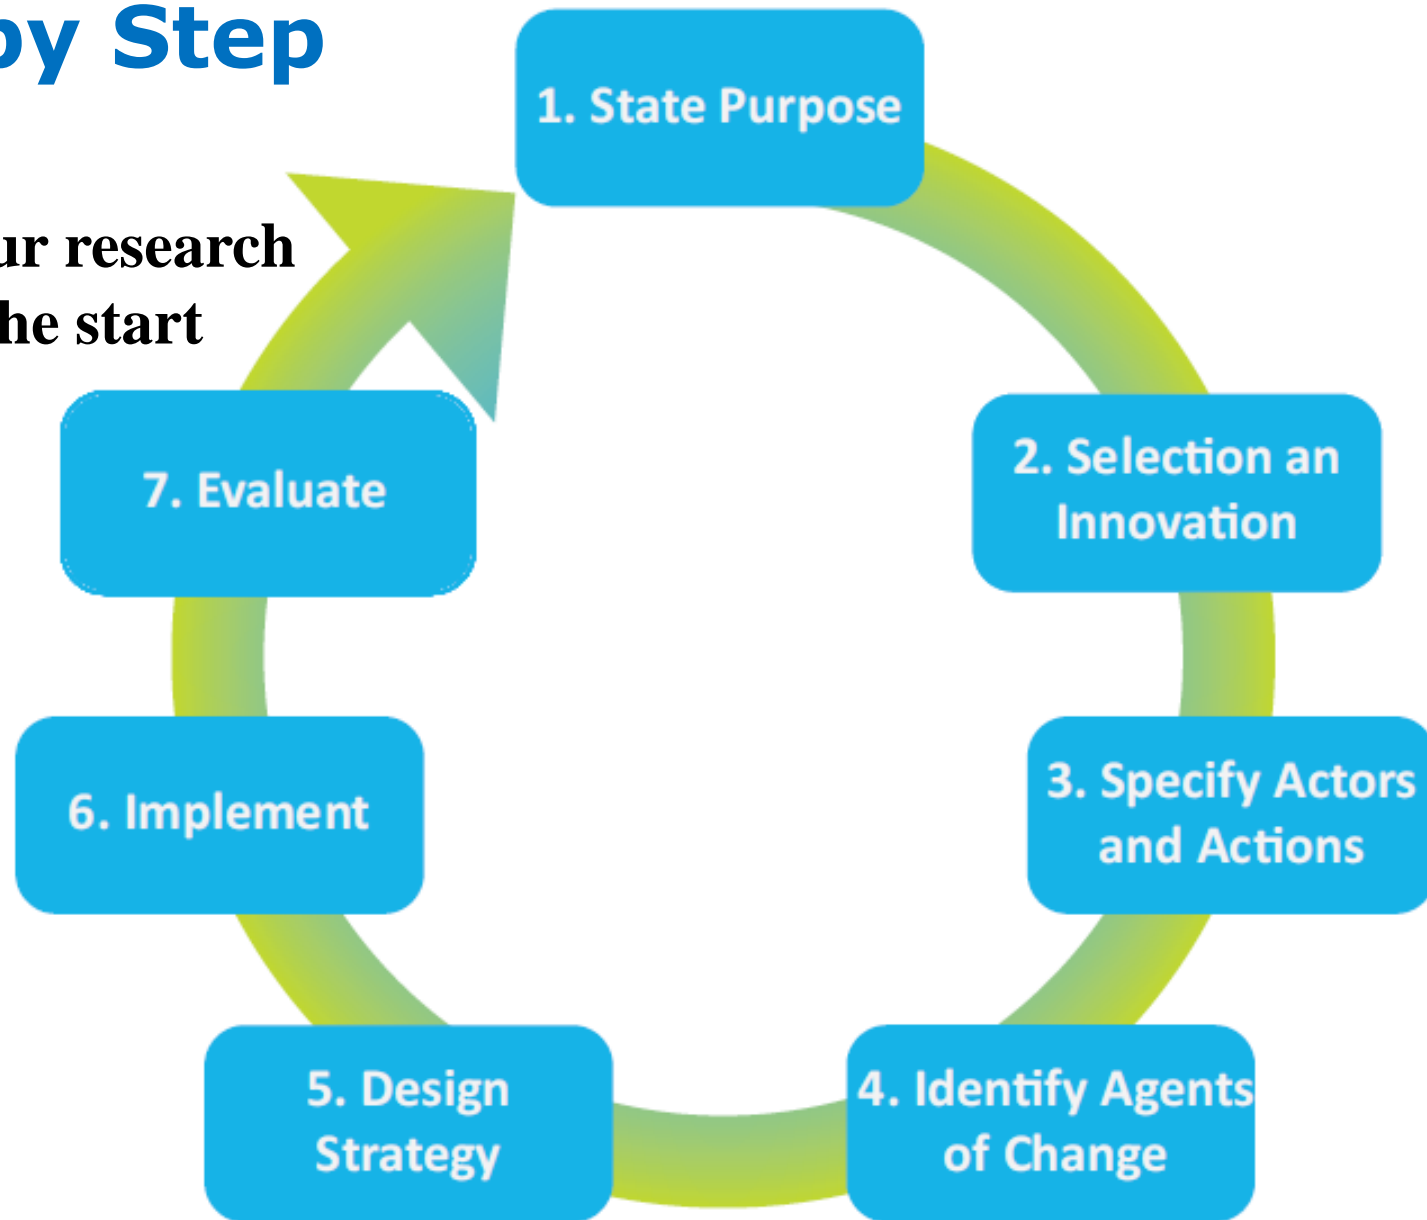 by Step
ur research
he start
1. State Purpose
2. Selection an
Innovation
3. Specify Actors
and Actions
4. Identify Agents
of Change
5. Design
Strategy
6. Implement
7. Evaluate